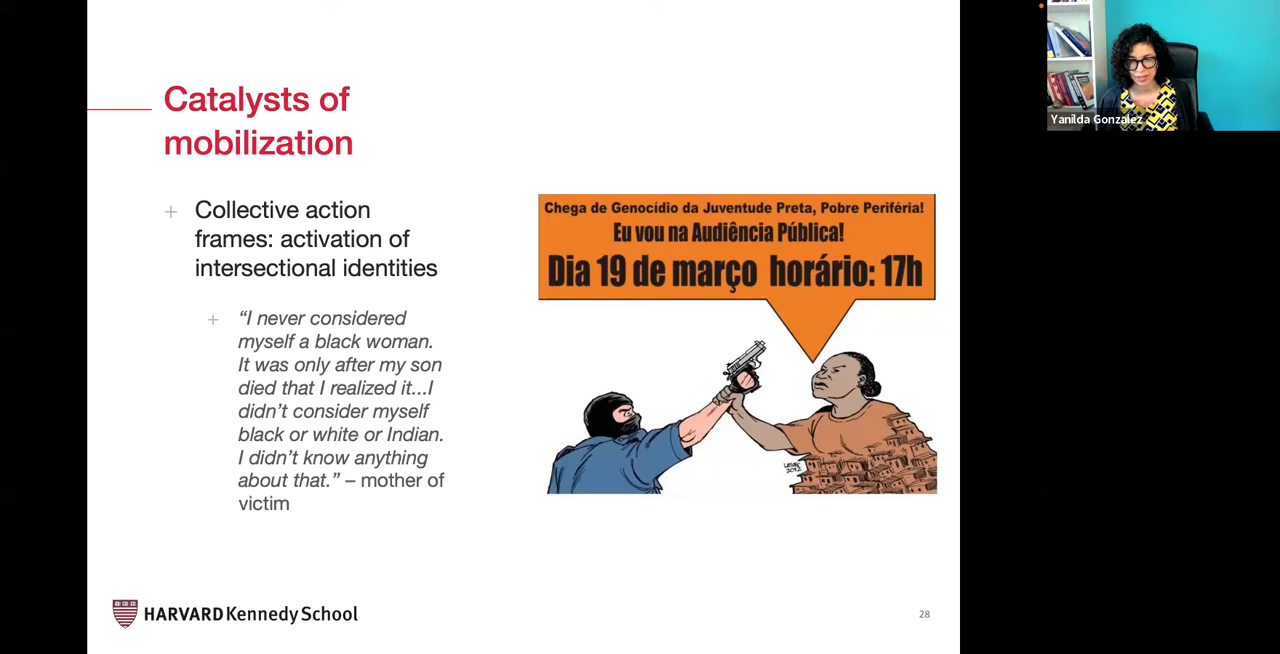 Catalysts of
mobilization
+ Collective action
frames: activation of
intersectional identities
+ “I never considered
myself a black woman.
It was only after my son
died that I realized it...I
didn’t consider myself
black or white or Indian.
I didn’t know anything
about that.” – mother of
victim
Chega de Genocídio da Juventude Preta, Pobre Periféria!
Eu vou na Audiência Pública!
Dia 19 de março horário: 17h
LATUFF
2012
HARVARD Kennedy School
28
Yanilda Gonzalez